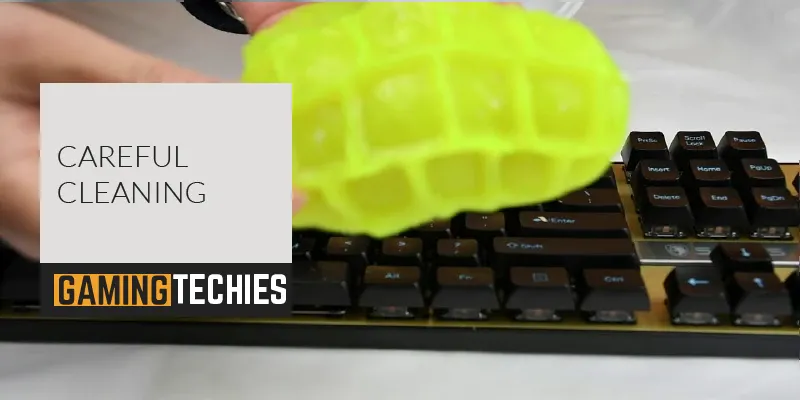 CAREFUL
CLEANING
GAMINGTECHIES
PrtSc Scroll Lock Pause
Insert Home PgUp
Delete End PgDn
Enter
Shift
Alt Fn Ctrl